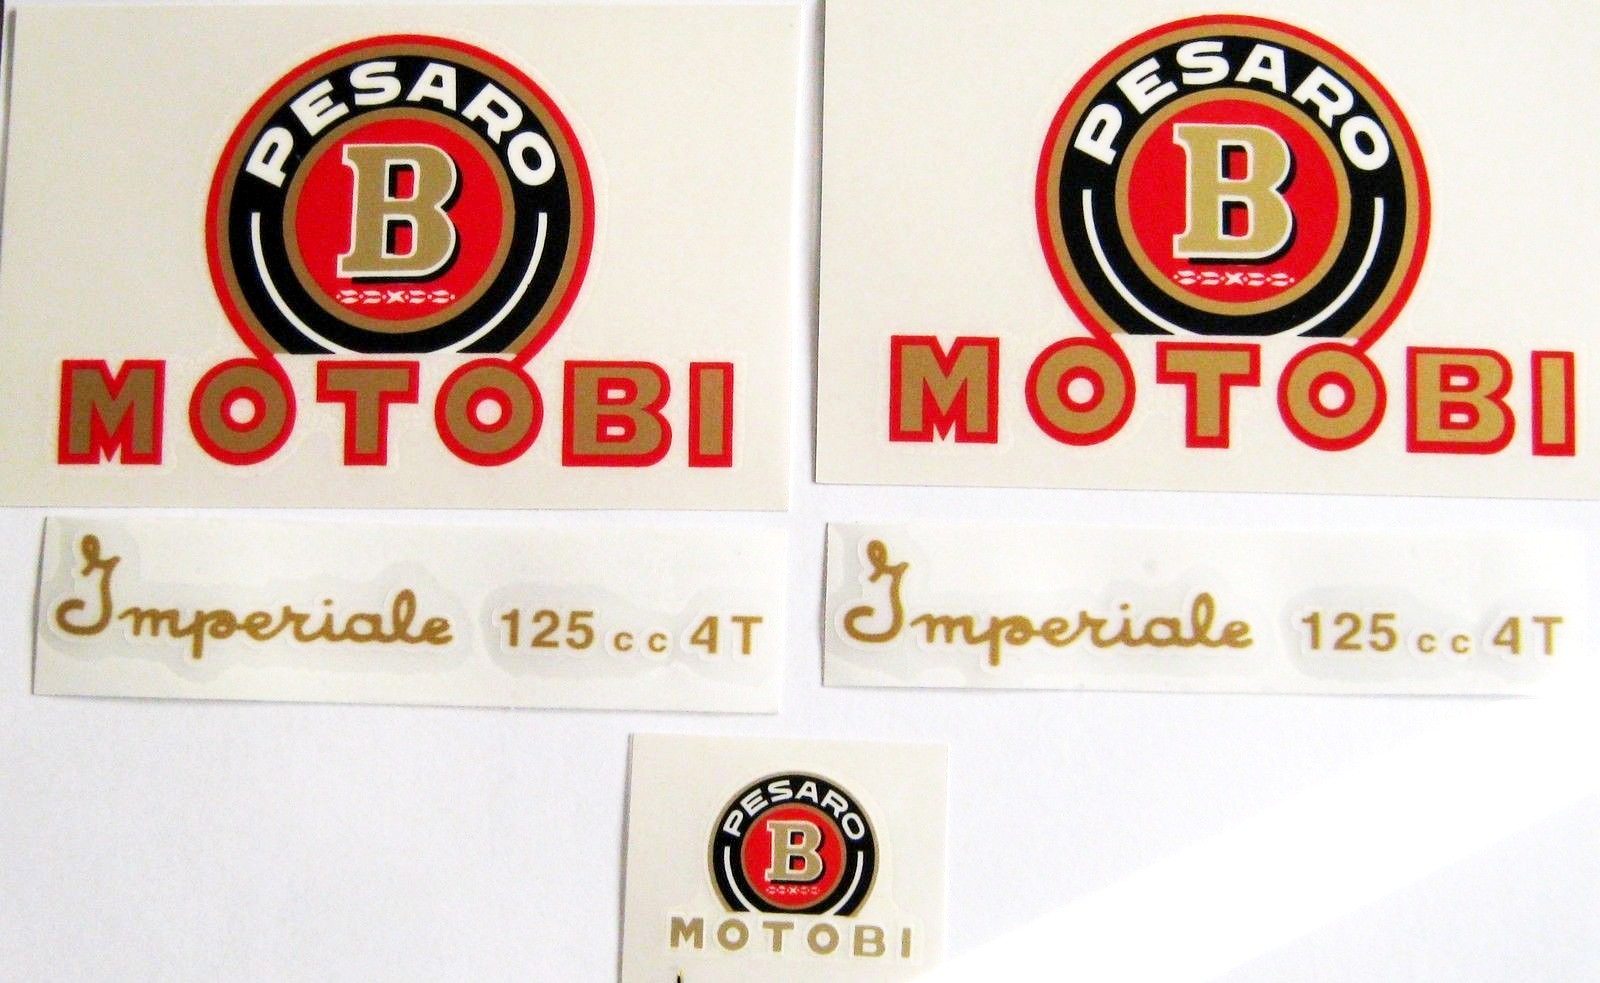 PESARO
B
MOTOBI
PESARO
B
MOTOBI
Imperiale 125 cc 4T
Imperiale 125 cc 4T
PESARO
B
MOTOBI